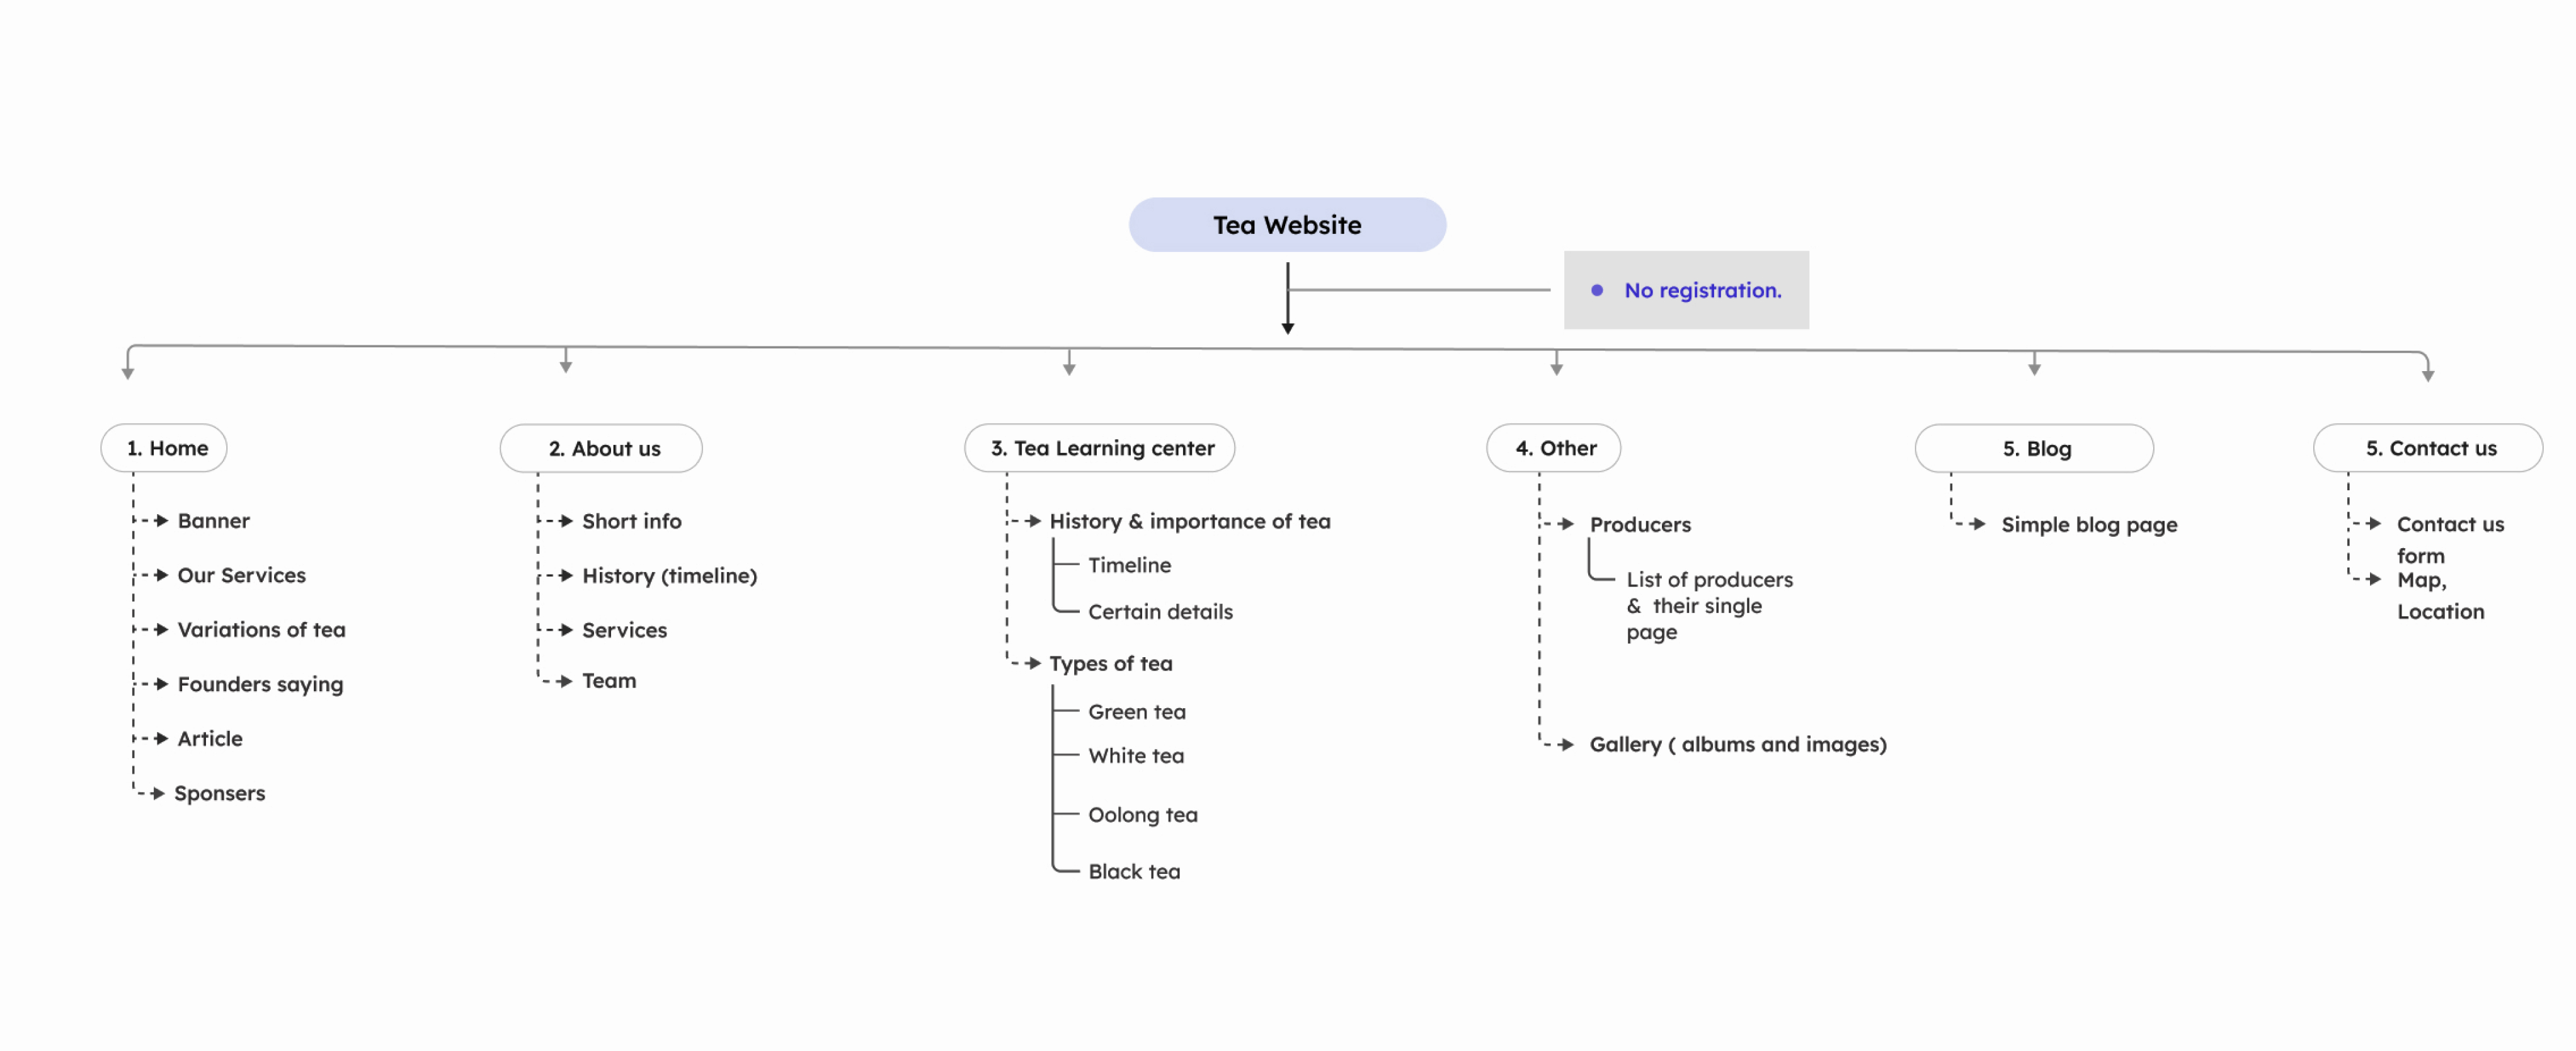 Tea Website
No registration.
1. Home
Banner
Our Services
Variations of tea
Founders saying
Article
Sponsers
2. About us
Short info
History (timeline)
Services
Team
3. Tea Learning center
History & importance of tea
Timeline
Certain details
Types of tea
Green tea
White tea
Oolong tea
Black tea
4. Other
Producers
List of producers
& their single
page
Gallery ( albums and images)
5. Blog
Simple blog page
5. Contact us
Contact us
form
Map,
Location